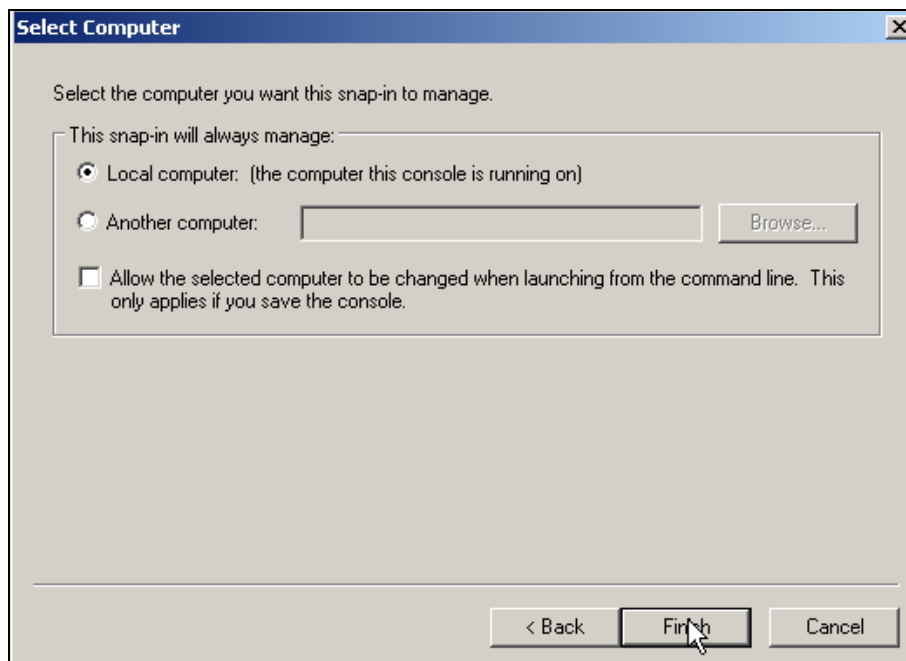 Select Computer
Select the computer you want this snap-in to manage.
This snap-in will always manage:
Local computer: (the computer this console is running on)
Another computer:
Browse...
Allow the selected computer to be changed when launching from the command line. This
only applies if you save the console.
< Back
Finish
Cancel